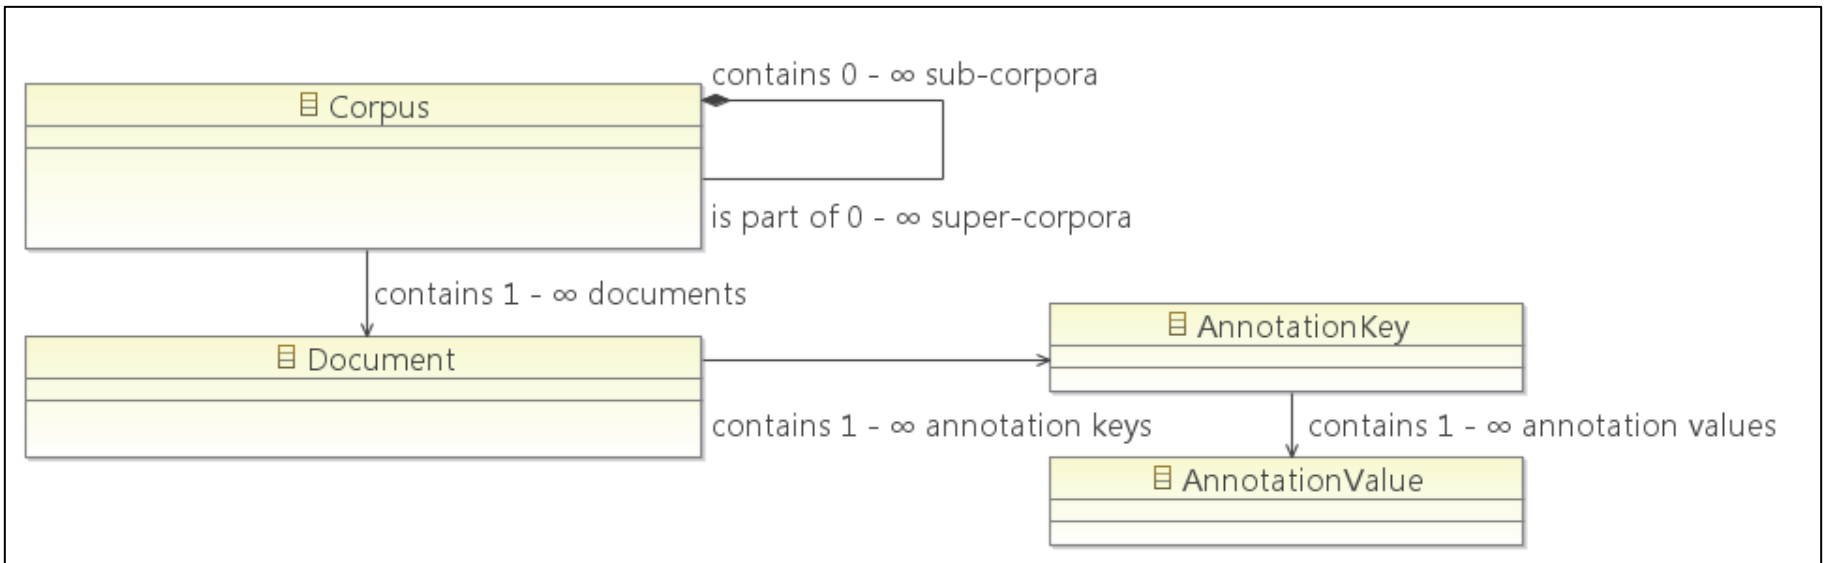 contains 0 - ∞ sub-corpora
Corpus
is part of 0 - ∞ super-corpora
contains 1 - ∞ documents
AnnotationKey
Document
contains 1 - ∞ annotation keys
contains 1 - ∞ annotation values
AnnotationValue